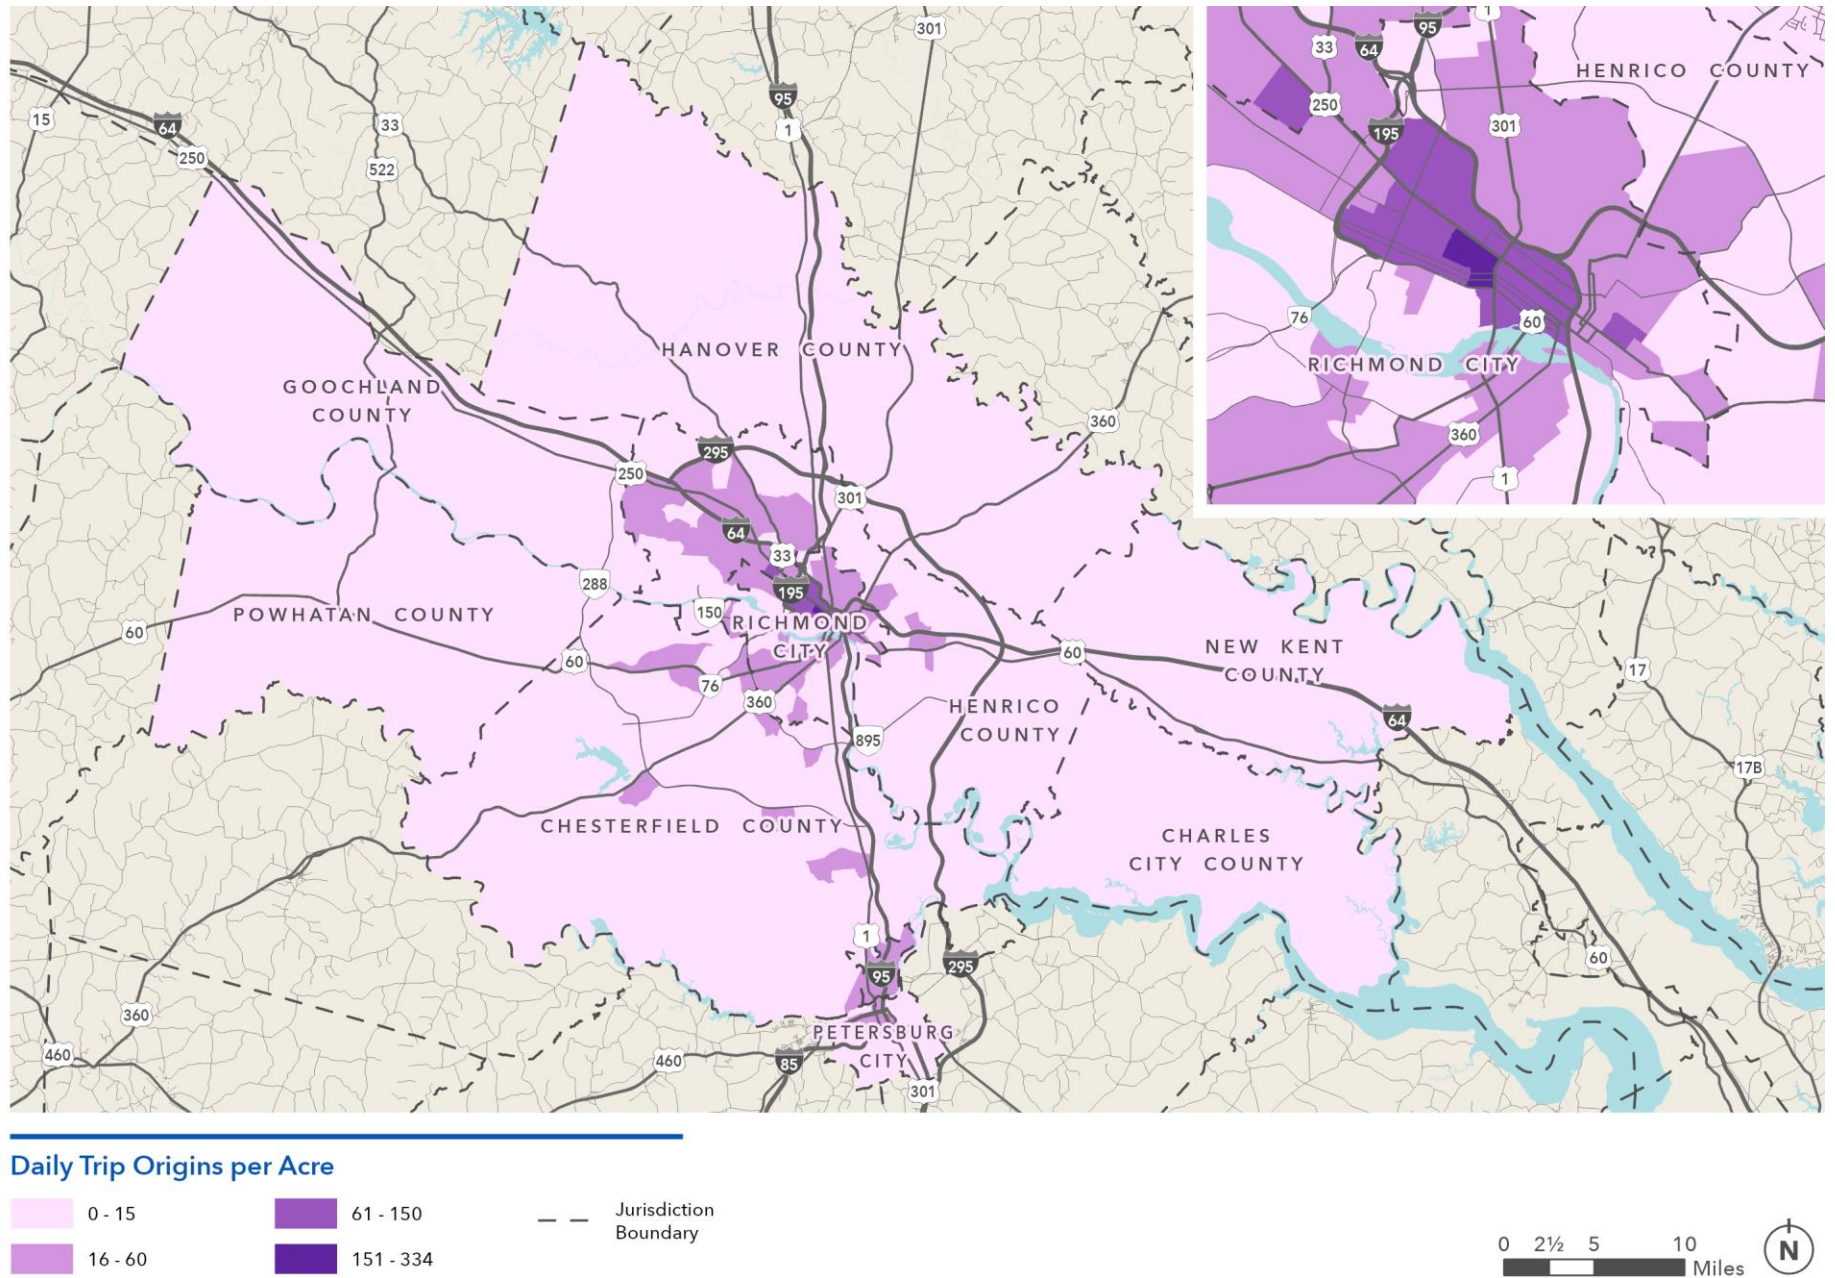 301
95
1
15
64
250
33
522
HANOVER COUNTY
GOOCHLAND
COUNTY
360
295
250
301
64
33
288
195
150
POWHATAN COUNTY
60
RICHMOND
CITY
60
76
360
60
NEW KENT
COUNTY
HENRICO
COUNTY
64
895
17
17B
CHESTERFIELD COUNTY
CHARLES
CITY COUNTY
1
95
295
60
360
460
PETERSBURG
CITY
460
85
301
1
95
33
64
HENRICO COUNTY
250
195
301
76
60
RICHMOND CITY
360
1
Daily Trip Origins per Acre
0 - 15
61 - 150
Jurisdiction
Boundary
16 - 60
151 - 334
0 2½ 5 10
Miles
N